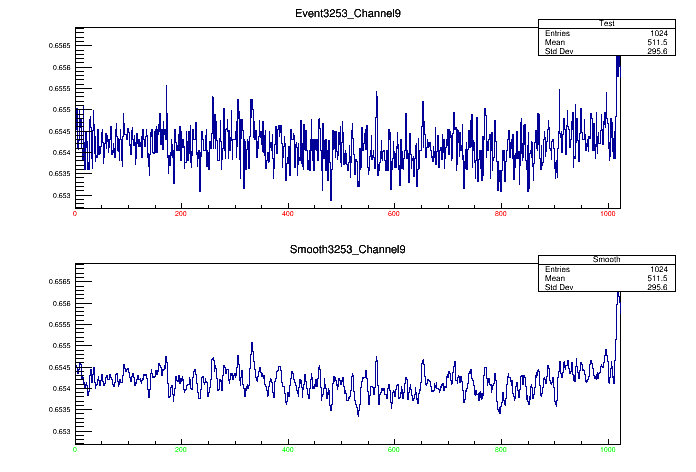 Event3253_Channel9
Test
Entries 1024
Mean 511.5
Std Dev 295.6
0.6565
0.656
0.6555
0.655
0.6545
0.654
0.6535
0.653
0 200 400 600 800 1000
Smooth3253_Channel9
Smooth
Entries 1024
Mean 511.5
Std Dev 295.6
0.6565
0.656
0.6555
0.655
0.6545
0.654
0.6535
0.653
0 200 400 600 800 1000